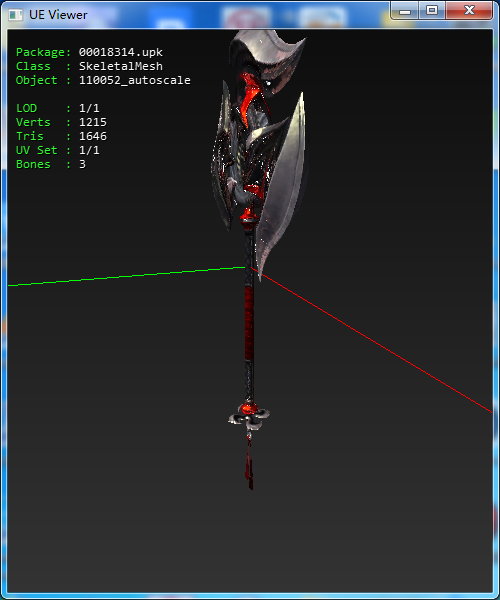 UE Viewer
Package: 00018314.upk
Class : SkeletalMesh
Object : 110052_autoscale
LOD : 1/1
Verts : 1215
Tris : 1646
UV Set : 1/1
Bones : 3